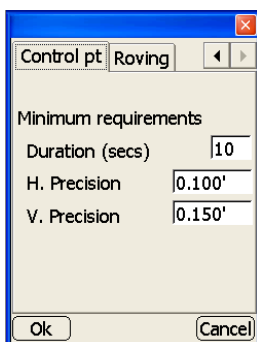 Control pt Roving
Minimum requirements
Duration (secs) 10
H. Precision 0.100'
V. Precision 0.150'
Ok Cancel